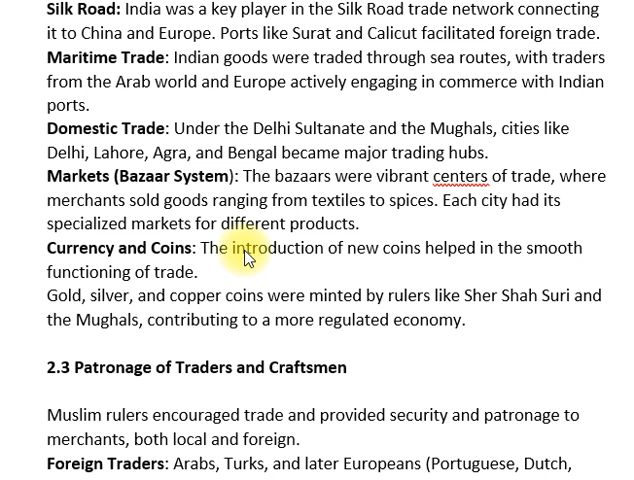 Silk Road: India was a key player in the Silk Road trade network connecting
it to China and Europe. Ports like Surat and Calicut facilitated foreign trade.
Maritime Trade: Indian goods were traded through sea routes, with traders
from the Arab world and Europe actively engaging in commerce with Indian
ports.
Domestic Trade: Under the Delhi Sultanate and the Mughals, cities like
Delhi, Lahore, Agra, and Bengal became major trading hubs.
Markets (Bazaar System): The bazaars were vibrant centers of trade, where
merchants sold goods ranging from textiles to spices. Each city had its
specialized markets for different products.
Currency and Coins: The introduction of new coins helped in the smooth
functioning of trade.
Gold, silver, and copper coins were minted by rulers like Sher Shah Suri and
the Mughals, contributing to a more regulated economy.
2.3 Patronage of Traders and Craftsmen
Muslim rulers encouraged trade and provided security and patronage to
merchants, both local and foreign.
Foreign Traders: Arabs, Turks, and later Europeans (Portuguese, Dutch,